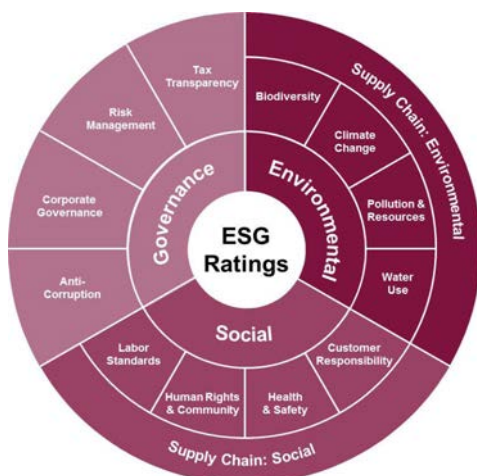 ESG
Ratings
Environmental
Biodiversity
Climate
Change
Pollution &
Resources
Water
Use
Supply Chain: Environmental
Social
Customer
Responsibility
Health
& Safety
Human Rights
& Community
Labor
Standards
Supply Chain: Social
Governance
Anti-
Corruption
Corporate
Governance
Risk
Management
Tax
Transparency